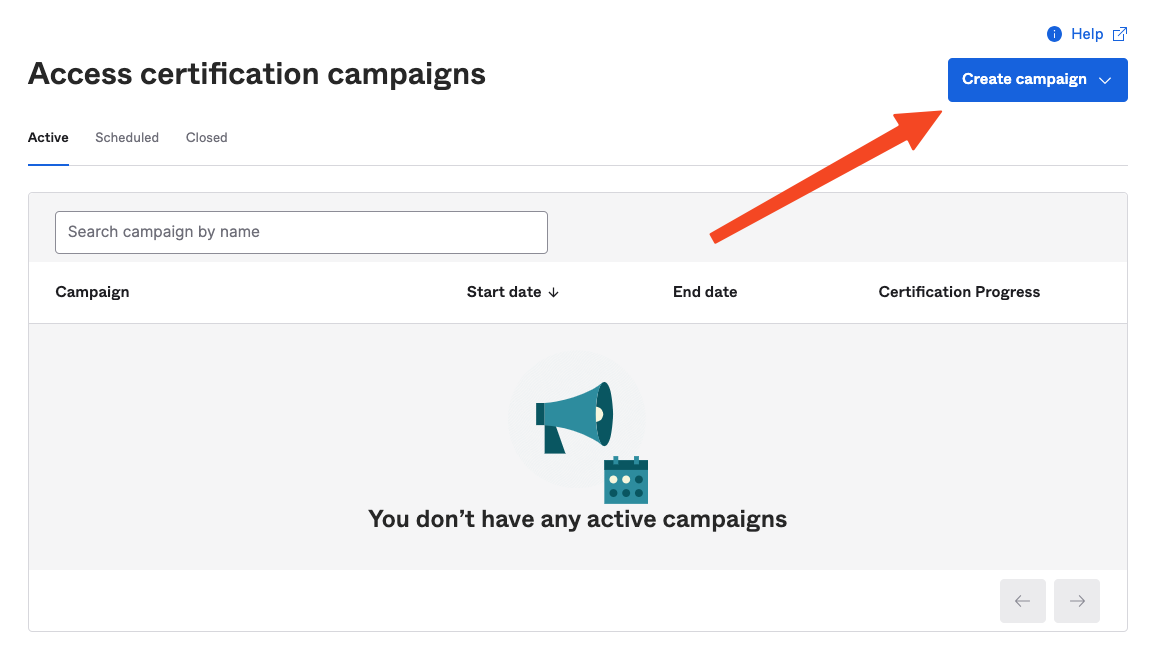 Help
Access certification campaigns
Create campaign
Active Scheduled Closed
Search campaign by name
Campaign Start date End date Certification Progress
You don’t have any active campaigns